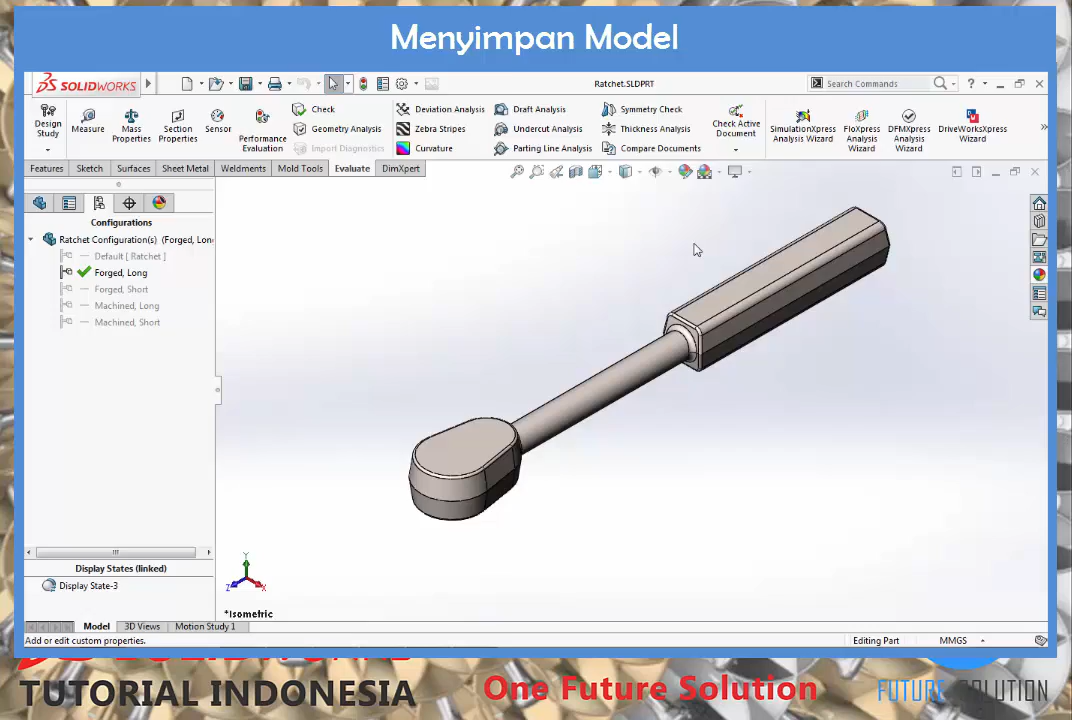 Menyimpan Model
SOLIDWORKS
Ratchet.SLDPRT
Search Commands
Design Study
Measure
Mass Properties
Section Properties
Sensor
Performance Evaluation
Check
Geometry Analysis
Import Diagnostics
Deviation Analysis
Zebra Stripes
Curvature
Draft Analysis
Undercut Analysis
Parting Line Analysis
Symmetry Check
Thickness Analysis
Compare Documents
Check Active Document
SimulationXpress Analysis Wizard
FloXpress Analysis Wizard
DFMXpress Analysis Wizard
DriveWorksXpress Wizard
Features Sketch Surfaces Sheet Metal Weldments Mold Tools Evaluate DimXpert
Configurations
Ratchet Configuration(s) (Forged, Lon
Default [ Ratchet ]
Forged, Long
Forged, Short
Machined, Long
Machined, Short
Display States (linked)
Display State-3
Y
Z X
*Isometric
Model 3D Views Motion Study 1
Add or edit custom properties.
Editing Part MMGS
TUTORIAL INDONESIA
One Future Solution
FUTURE SOLUTION